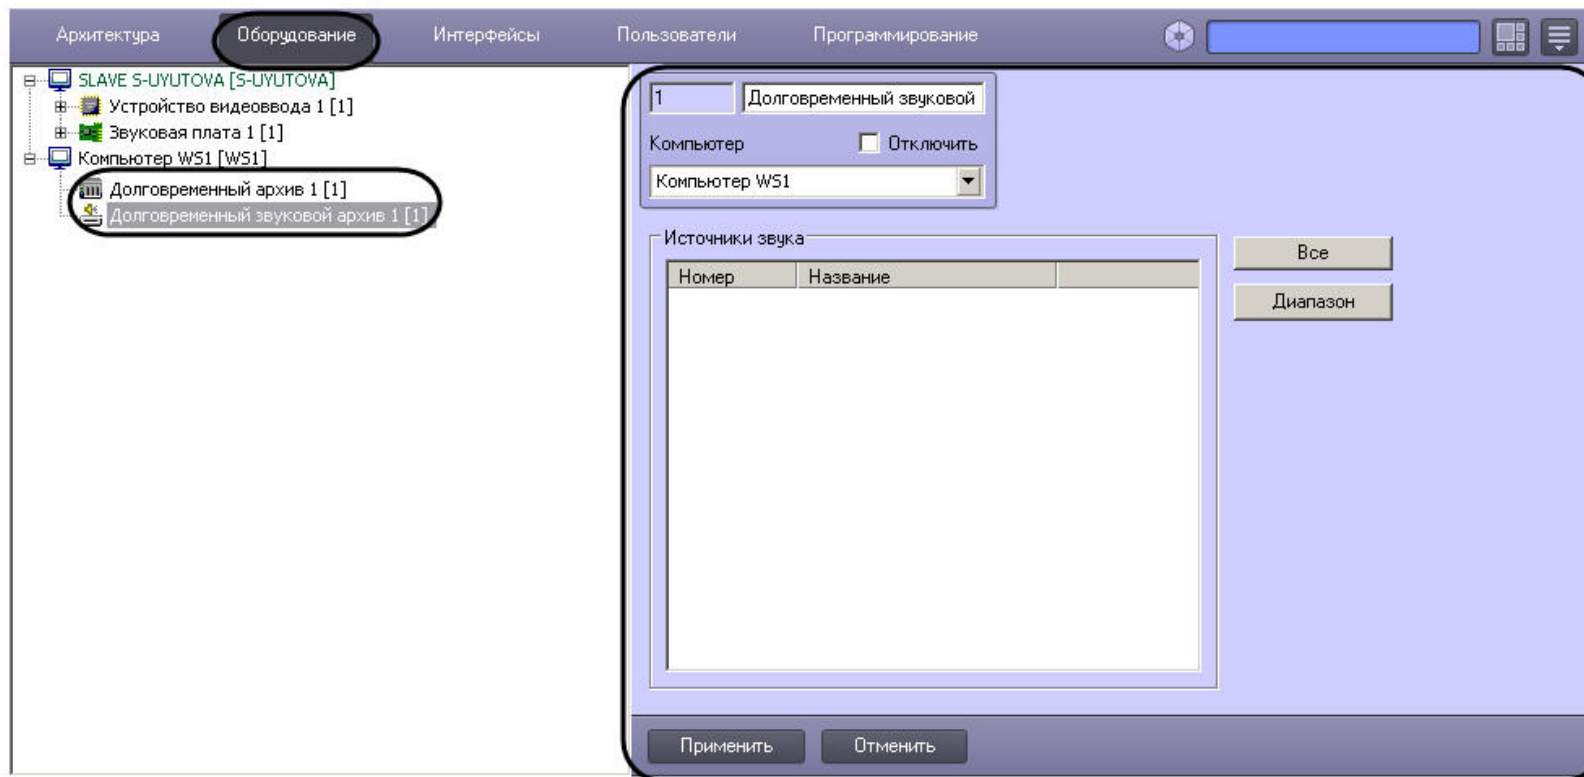 Архитектура Оборудование Интерфейсы Пользователи Программирование
SLAVE S-UYUTOVA [S-UYUTOVA]
Устройство видеоввода 1 [1]
Звуковая плата 1 [1]
Компьютер WS1 [WS1]
Долговременный архив 1 [1]
Долговременный звуковой архив 1 [1]
1 Долговременный звуковой
Компьютер Отключить
Компьютер WS1
Источники звука
Номер Название
Все
Диапазон
Применить Отменить